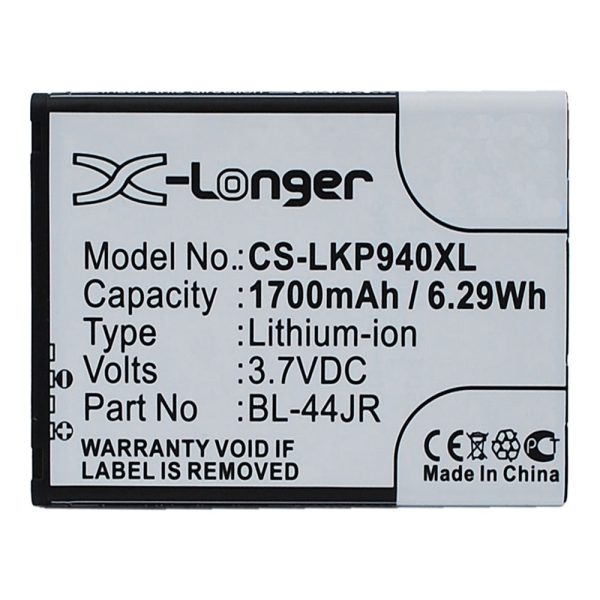 X-Longer
Model No.: CS-LKP940XL
Capacity : 1700mAh / 6.29Wh
Type : Lithium-ion
Volts : 3.7VDC
Part No : BL-44JR
WARRANTY VOID IF
LABEL IS REMOVED
CE PCT
Made In China